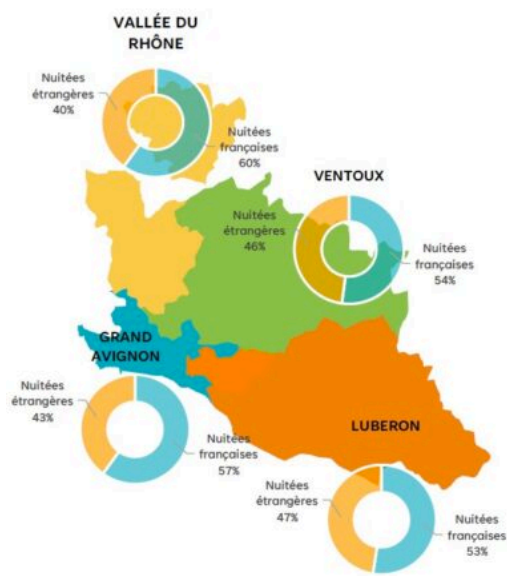 VALLÉE DU
RHÔNE
Nuitées
étrangères
40%
Nuitées
françaises
60%
VENTOUX
Nuitées
étrangères
46%
Nuitées
françaises
54%
GRAND
AVIGNON
Nuitées
étrangères
43%
Nuitées
françaises
57%
LUBERON
Nuitées
étrangères
47%
Nuitées
françaises
53%